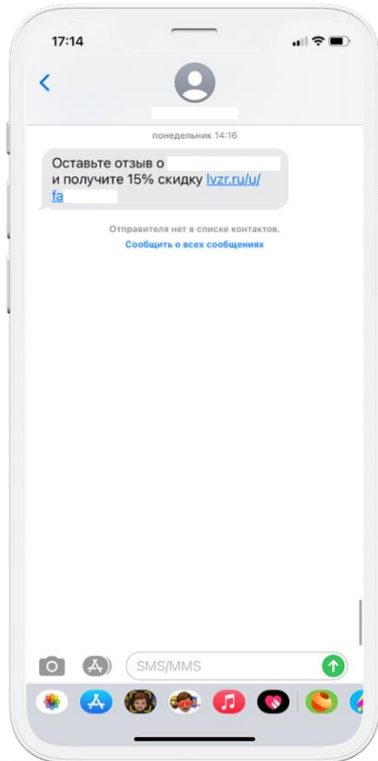 17:14
понедельник 14:16
Оставьте отзыв о
и получите 15% скидку lvzr.ru/u/
fa
Отправителя нет в списке контактов.
Сообщить о всех сообщениях
SMS/MMS